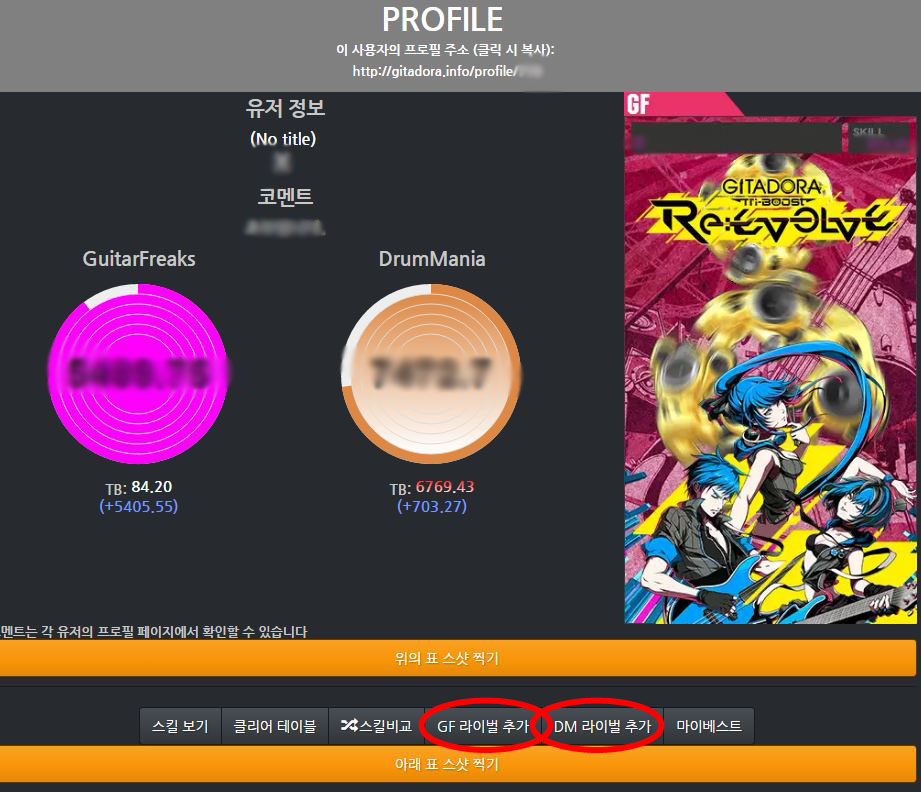 PROFILE
이 사용자의 프로필 주소 (클릭 시 복사):
http://gitadora.info/profile/
유저 정보
(No title)
코멘트
GuitarFreaks
DrumMania
5489.75
7472.7
TB: 84.20
(+5405.55)
TB: 6769.43
(+703.27)
GF
SKILL
GITADORA
TRI-BOOST
Re:EVOLVE
멘트는 각 유저의 프로필 페이지에서 확인할 수 있습니다
위의 표 스샷 찍기
스킬 보기
클리어 테이블
스킬비교
GF 라이벌 추가
DM 라이벌 추가
마이베스트
아래 표 스샷 찍기